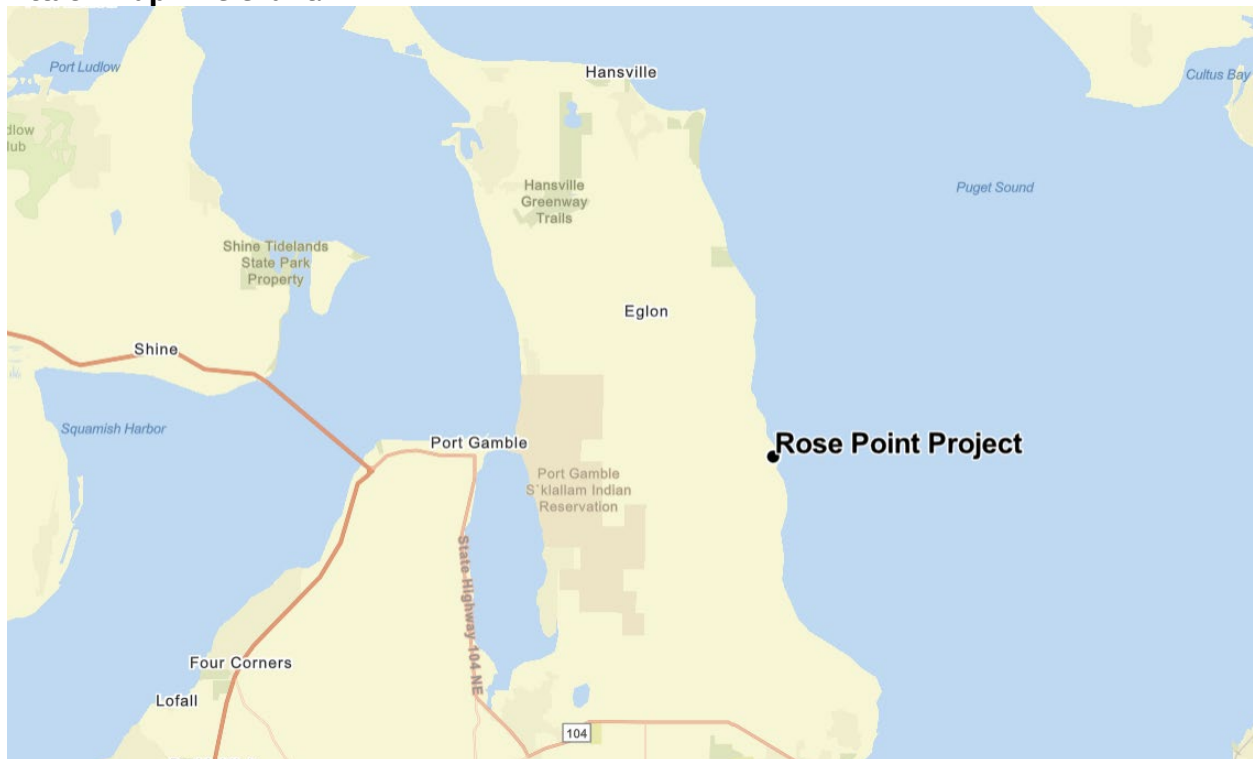 Port Ludlow
Hansville
Cultus Bay
Hansville
Greenway
Trails
Puget Sound
Shine Tidelands
State Park
Property
Eglon
Shine
Squamish Harbor
Port Gamble
Rose Point Project
Port Gamble
S'klallam Indian
Reservation
State Highway 104 NE
Four Corners
Lofall
104